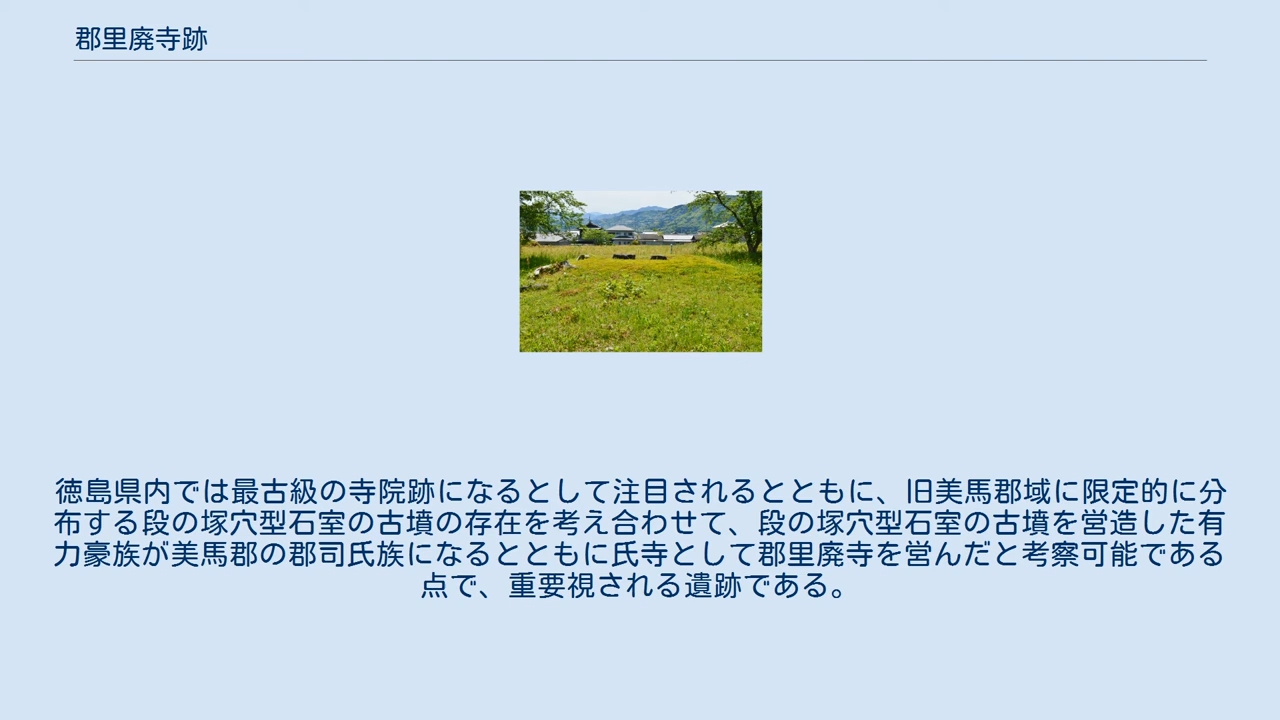 郡里廃寺跡
徳島県内では最古級の寺院跡になるとして注目されるとともに、旧美馬郡域に限定的に分
布する段の塚穴型石室の古墳の存在を考え合わせて、段の塚穴型石室の古墳を営造した有
力豪族が美馬郡の郡司氏族になるとともに氏寺として郡里廃寺を営んだと考察可能である
点で、重要視される遺跡である。